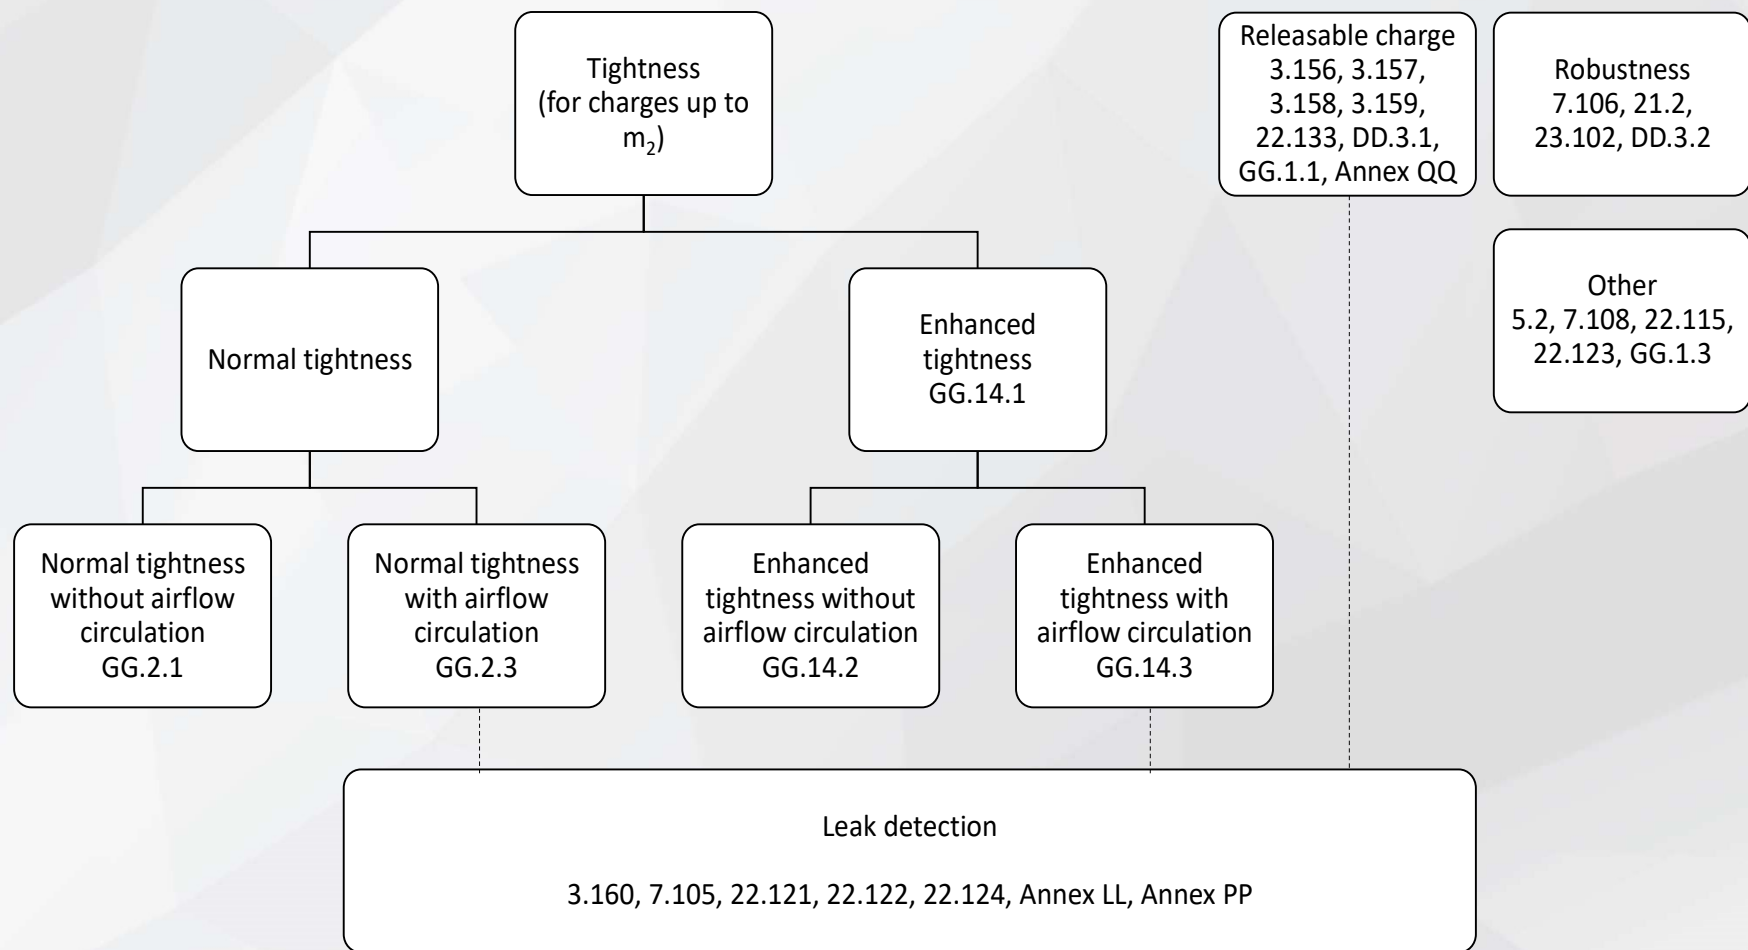 Tightness
(for charges up to
m₂)
Releasable charge
3.156, 3.157,
3.158, 3.159,
22.133, DD.3.1,
GG.1.1, Annex QQ
Robustness
7.106, 21.2,
23.102, DD.3.2
Other
5.2, 7.108, 22.115,
22.123, GG.1.3
Normal tightness
Enhanced
tightness
GG.14.1
Normal tightness
without airflow
circulation
GG.2.1
Normal tightness
with airflow
circulation
GG.2.3
Enhanced
tightness without
airflow circulation
GG.14.2
Enhanced
tightness with
airflow circulation
GG.14.3
Leak detection
3.160, 7.105, 22.121, 22.122, 22.124, Annex LL, Annex PP